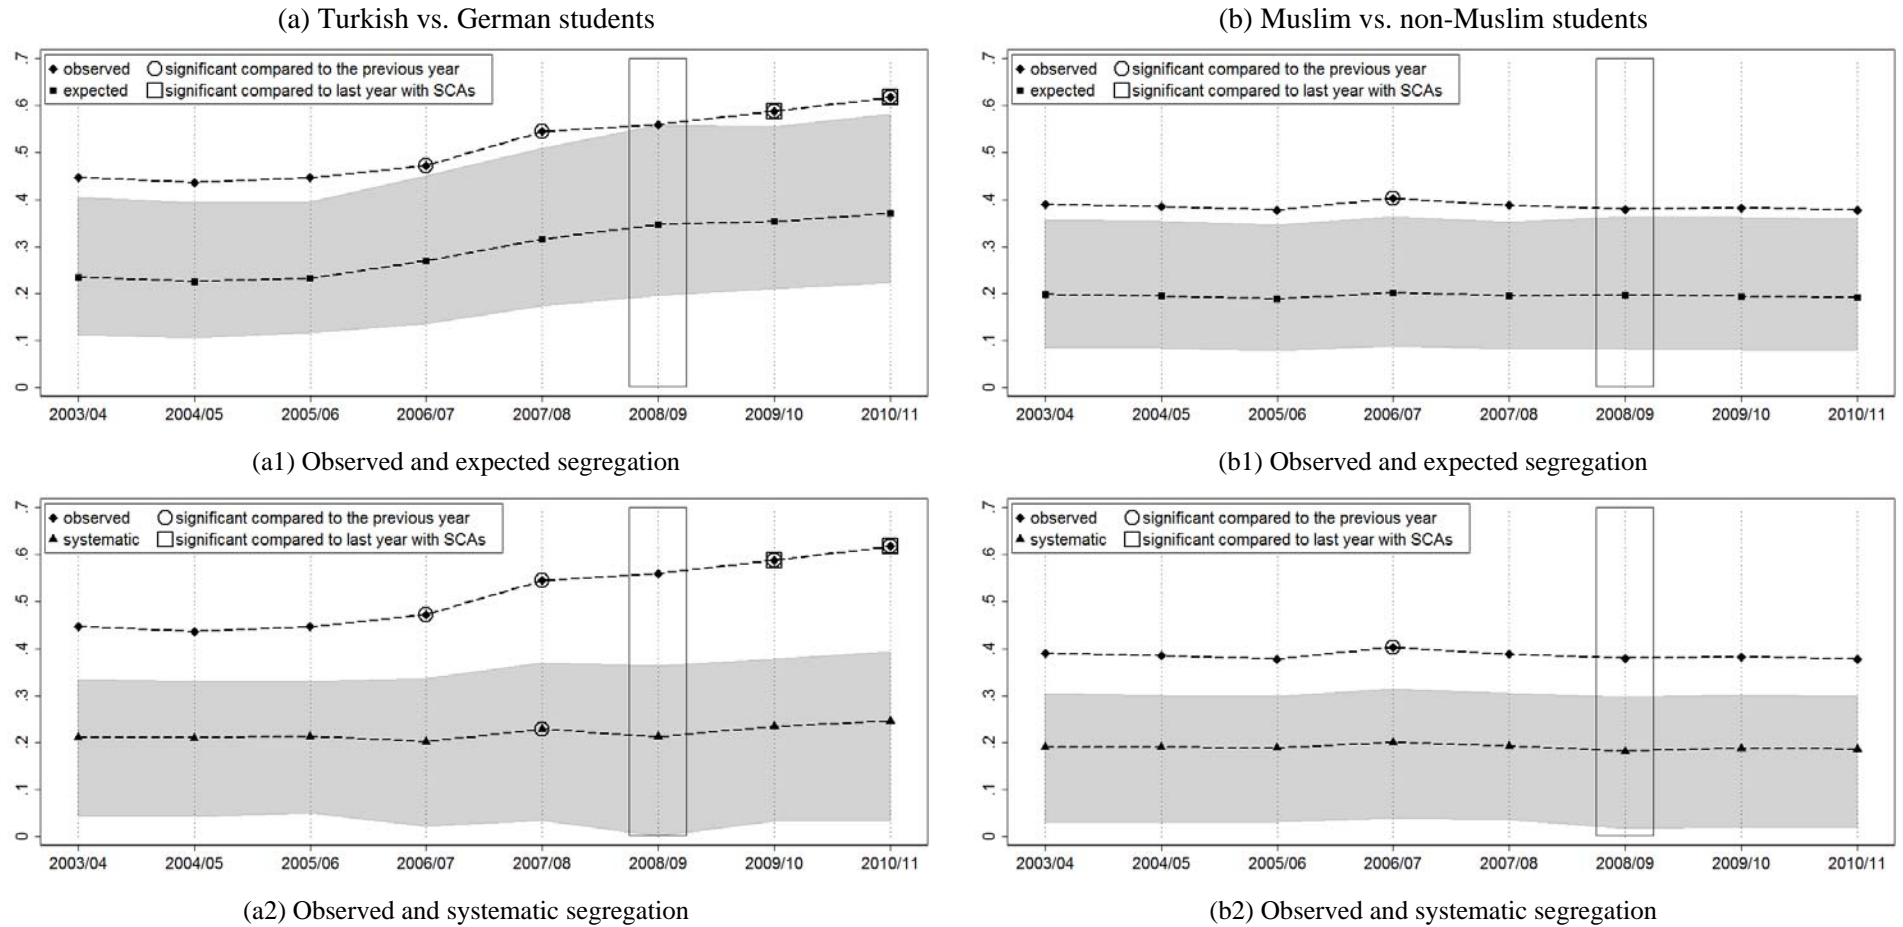 (a) Turkish vs. German students
(b) Muslim vs. non-Muslim students
observed significant compared to the previous year
expected significant compared to last year with SCAs
.7
.6
.5
.4
.3
.2
.1
0
2003/04 2004/05 2005/06 2006/07 2007/08 2008/09 2009/10 2010/11
(a1) Observed and expected segregation
observed significant compared to the previous year
expected significant compared to last year with SCAs
.7
.6
.5
.4
.3
.2
.1
0
2003/04 2004/05 2005/06 2006/07 2007/08 2008/09 2009/10 2010/11
(b1) Observed and expected segregation
observed significant compared to the previous year
systematic significant compared to last year with SCAs
.7
.6
.5
.4
.3
.2
.1
0
2003/04 2004/05 2005/06 2006/07 2007/08 2008/09 2009/10 2010/11
(a2) Observed and systematic segregation
observed significant compared to the previous year
systematic significant compared to last year with SCAs
.7
.6
.5
.4
.3
.2
.1
0
2003/04 2004/05 2005/06 2006/07 2007/08 2008/09 2009/10 2010/11
(b2) Observed and systematic segregation